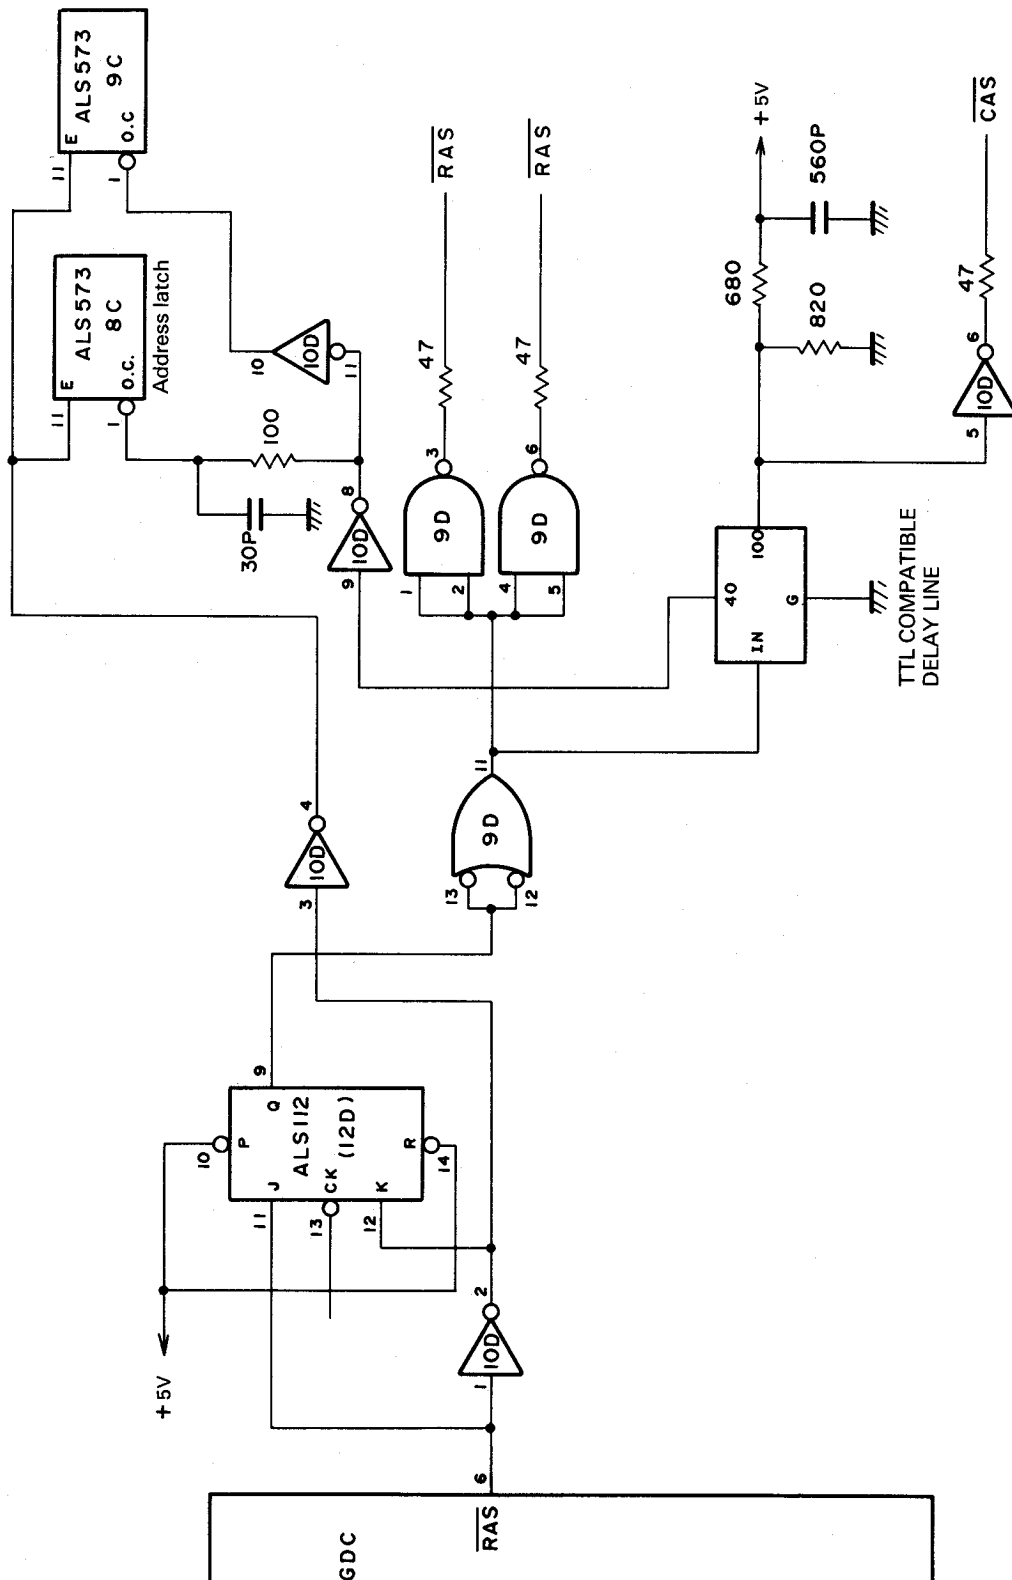 GDC
RAS
6
+5V
1
10D
2
10
P
11
J
13
CK
12
K
R
14
ALS112
(12D)
Q
9
3
10D
4
13
12
9D
11
IN
40
100
G
TTL COMPATIBLE
DELAY LINE
9
10D
8
30P
100
11
10D
10
1
2
9D
3
47
RAS
4
5
9D
6
47
RAS
11
E
ALS573
8C
O.C.
1
Address latch
11
E
ALS573
9C
O.C
1
680
820
+5V
560P
5
10D
6
47
CAS